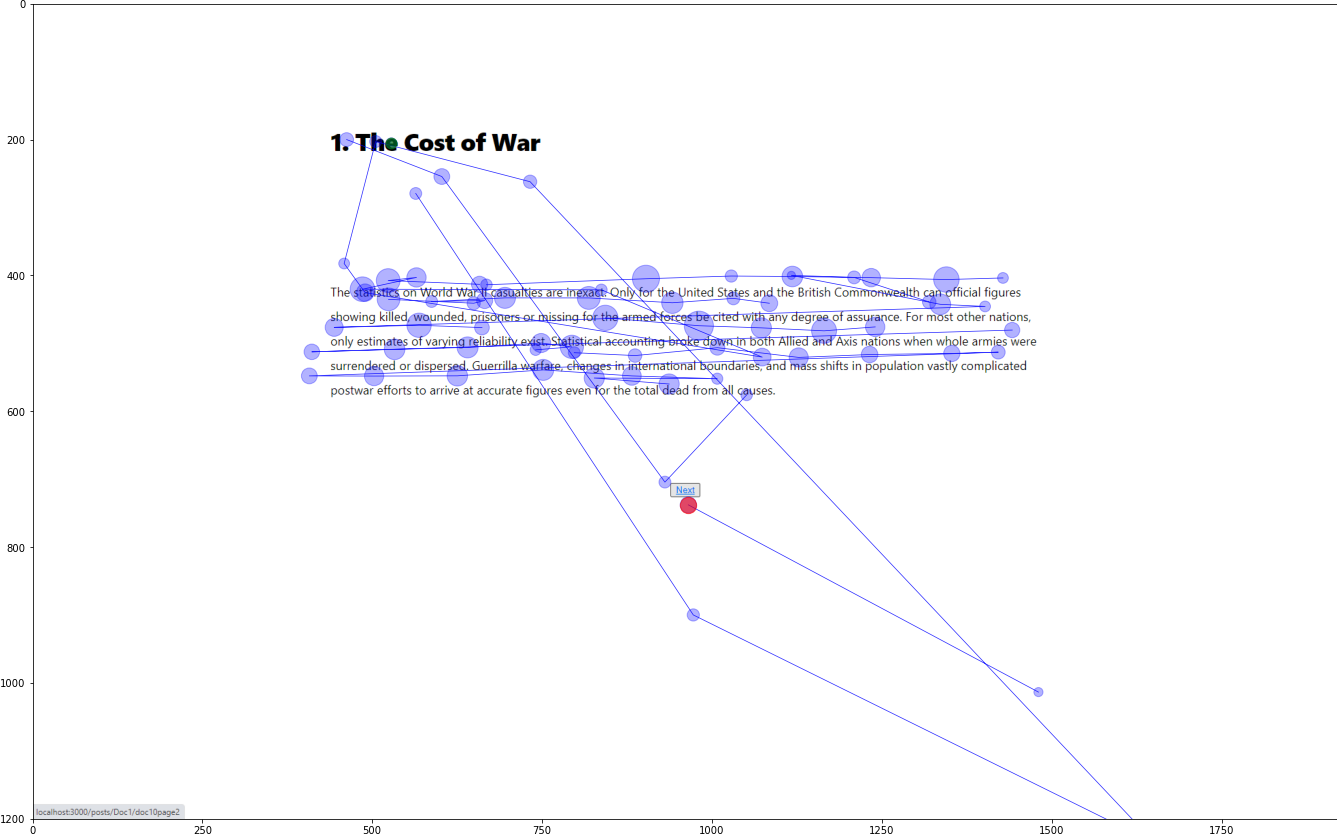 0
200
1. The Cost of War
400
The statistics on World War II casualties are inexact. Only for the United States and the British Commonwealth can official figures
showing killed, wounded, prisoners or missing for the armed forces be cited with any degree of assurance. For most other nations,
only estimates of varying reliability exist. Statistical accounting broke down in both Allied and Axis nations when whole armies were
surrendered or dispersed. Guerrilla warfare, changes in international boundaries, and mass shifts in population vastly complicated
postwar efforts to arrive at accurate figures even for the total dead from all causes.
600
Next
800
1000
localhost:3000/posts/Doc1/doc10page2
1200
0 250 500 750 1000 1250 1500 1750